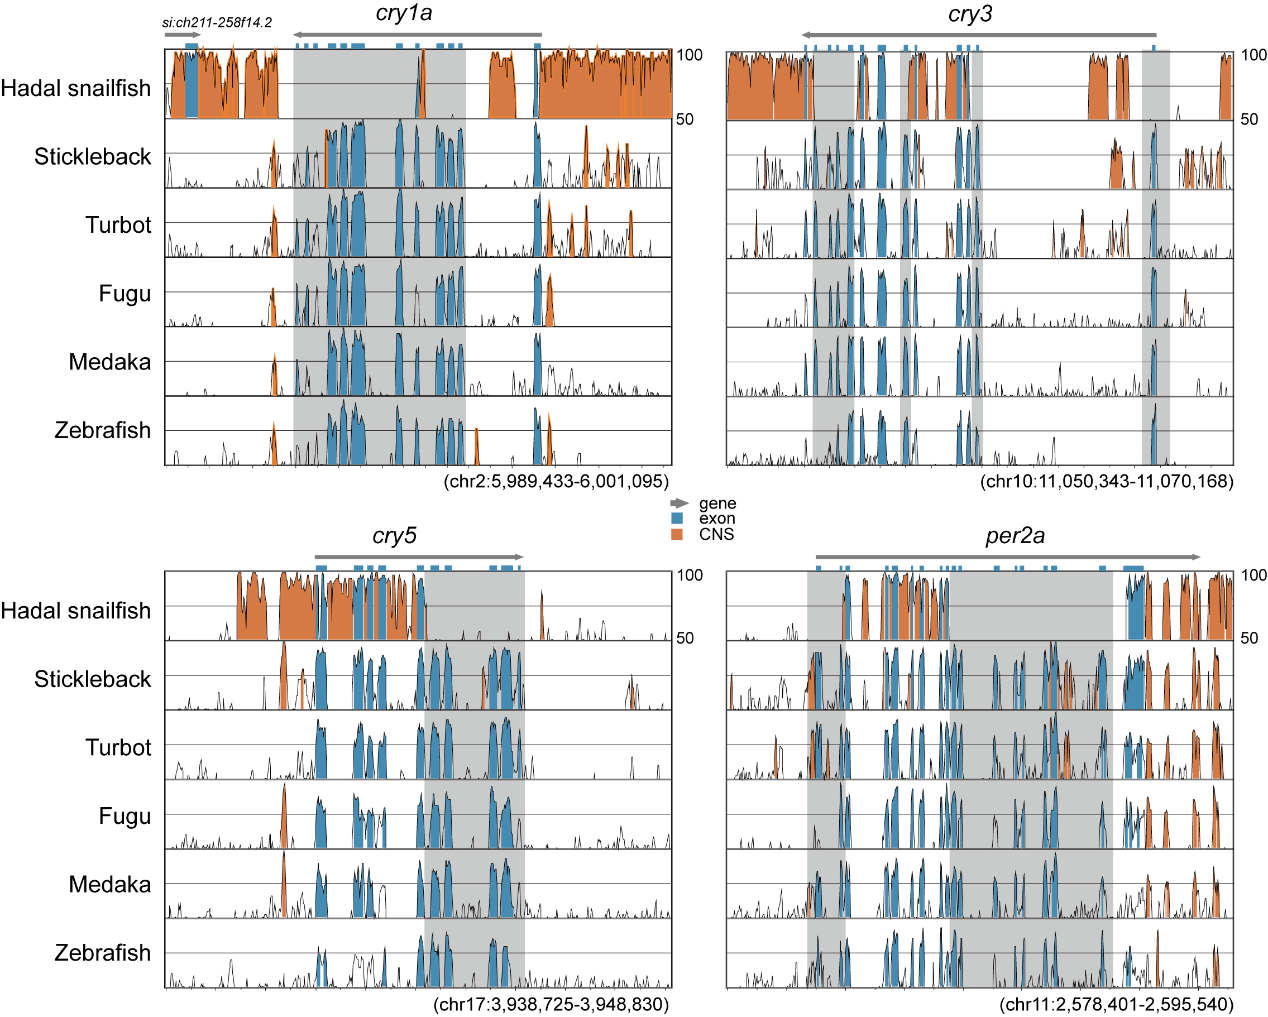 si:ch211-258f14.2
cry1a
cry3
100
50
100
50
Hadal snailfish
Stickleback
Turbot
Fugu
Medaka
Zebrafish
(chr2:5,989,433-6,001,095)
(chr10:11,050,343-11,070,168)
gene
exon
CNS
cry5
per2a
100
50
100
50
Hadal snailfish
Stickleback
Turbot
Fugu
Medaka
Zebrafish
(chr17:3,938,725-3,948,830)
(chr11:2,578,401-2,595,540)